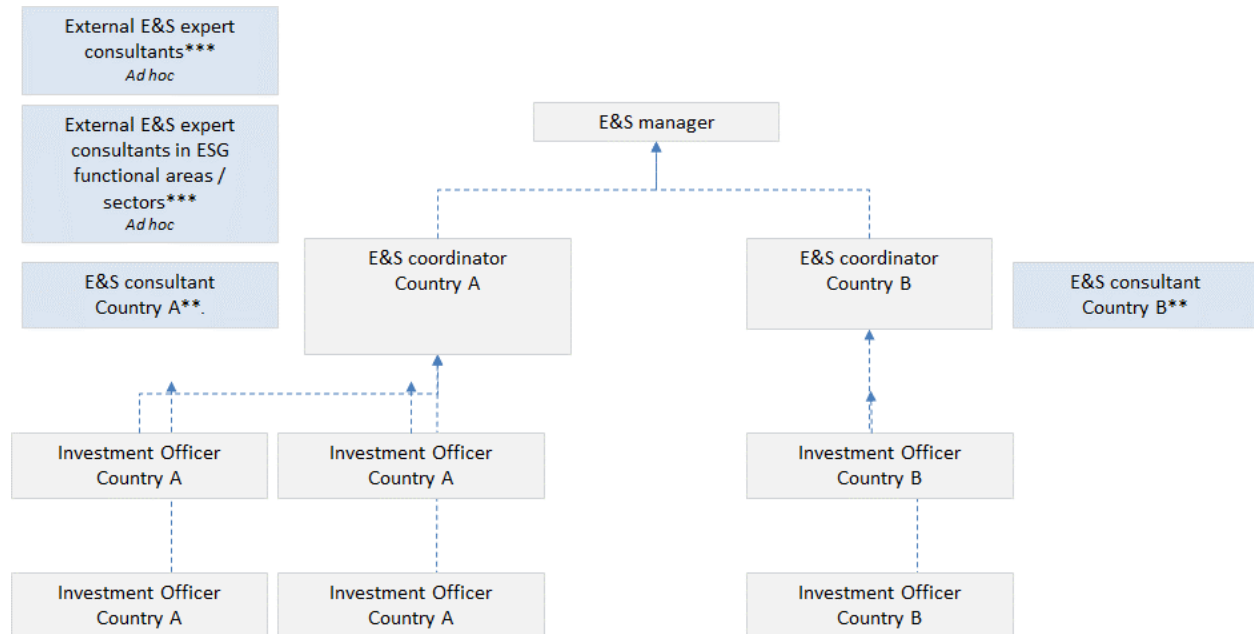 External E&S expert
consultants***
Ad hoc
External E&S expert
consultants in ESG
functional areas /
sectors***
Ad hoc
E&S manager
E&S coordinator
Country A
E&S coordinator
Country B
E&S consultant
Country A**.
E&S consultant
Country B**
Investment Officer
Country A
Investment Officer
Country A
Investment Officer
Country B
Investment Officer
Country A
Investment Officer
Country A
Investment Officer
Country B